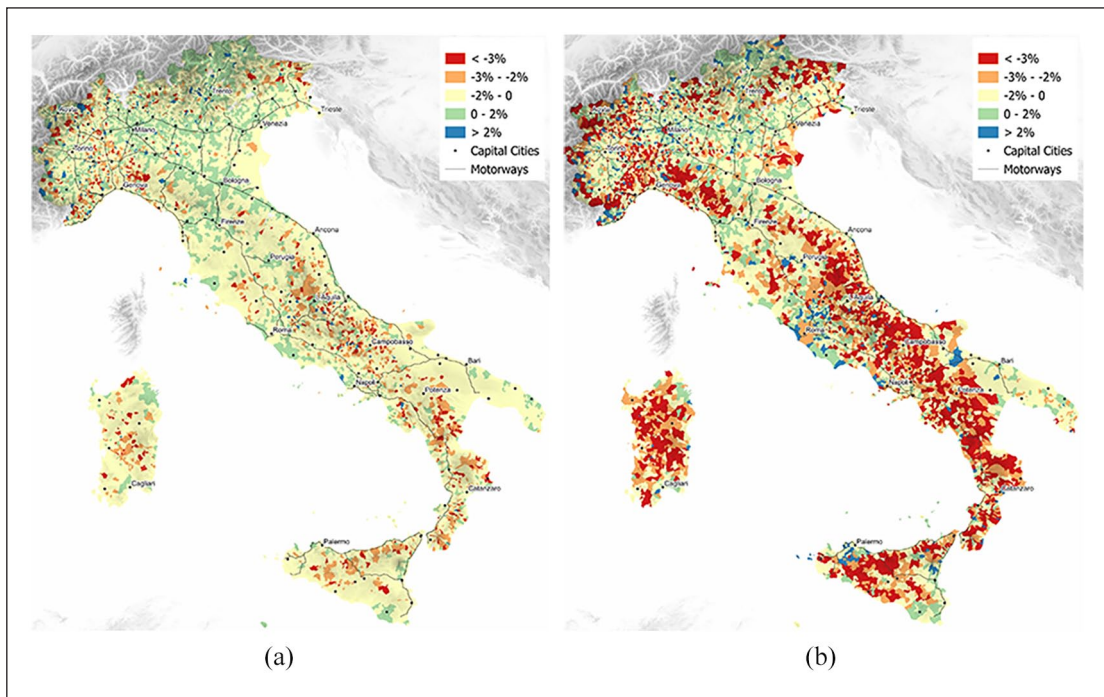 < -3%
-3% - -2%
-2% - 0
0 - 2%
> 2%
Capital Cities
Motorways
Trento
Trieste
Milano
Venezia
Torino
Genova
Bologna
Firenze
Ancona
Perugia
L'Aquila
Roma
Campobasso
Bari
Napoli
Potenza
Cagliari
Catanzaro
Palermo
(a)
< -3%
-3% - -2%
-2% - 0
0 - 2%
> 2%
Capital Cities
Motorways
Trento
Trieste
Milano
Venezia
Torino
Genova
Bologna
Firenze
Ancona
Perugia
L'Aquila
Roma
Campobasso
Bari
Napoli
Potenza
Cagliari
Catanzaro
Palermo
(b)